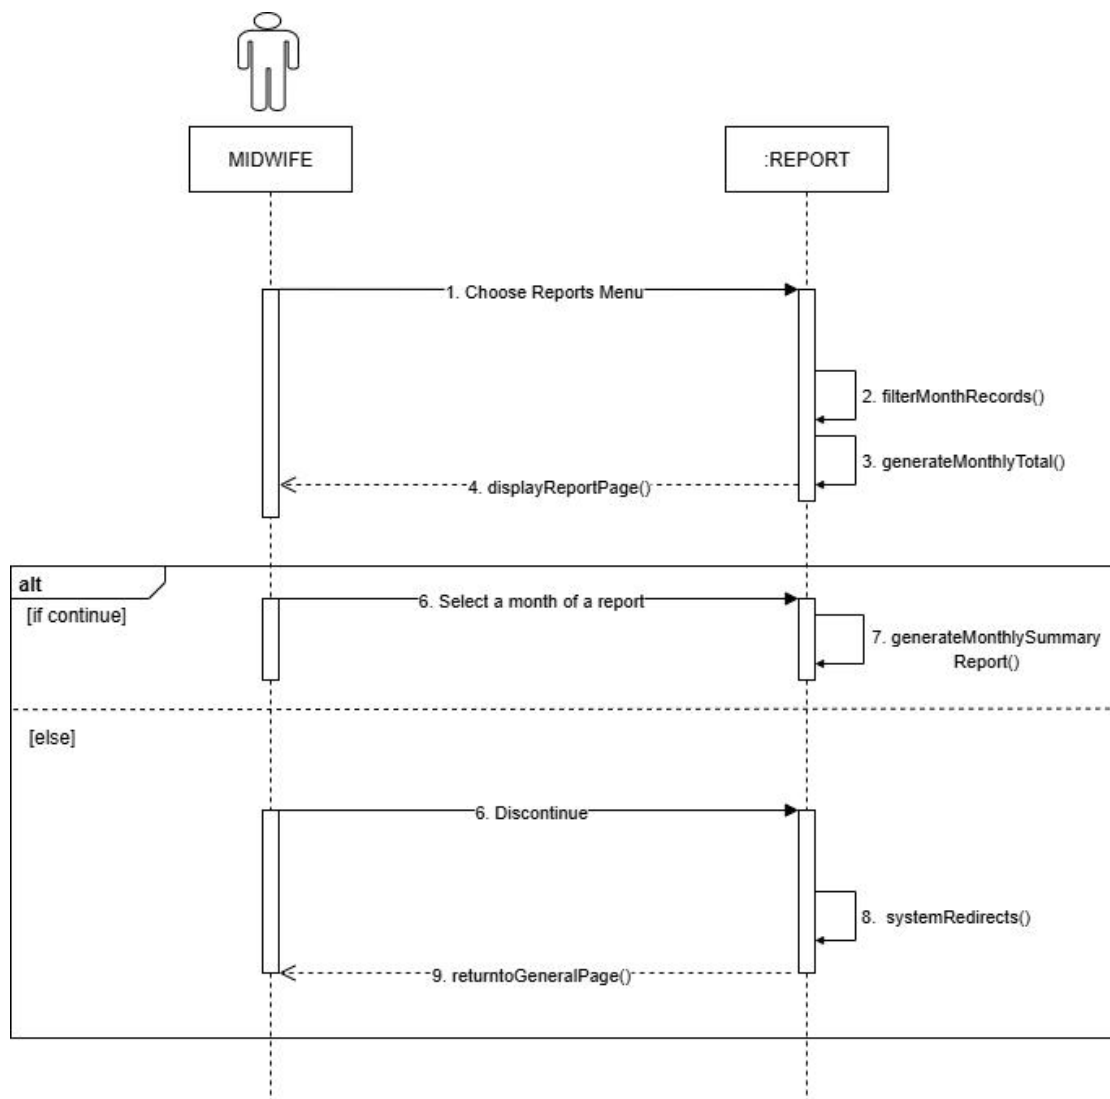 MIDWIFE
:REPORT
1. Choose Reports Menu
2. filterMonthRecords()
3. generateMonthlyTotal()
4. displayReportPage()
alt
[if continue]
6. Select a month of a report
7. generateMonthlySummary
Report()
[else]
6. Discontinue
8. systemRedirects()
9. returntoGeneralPage()